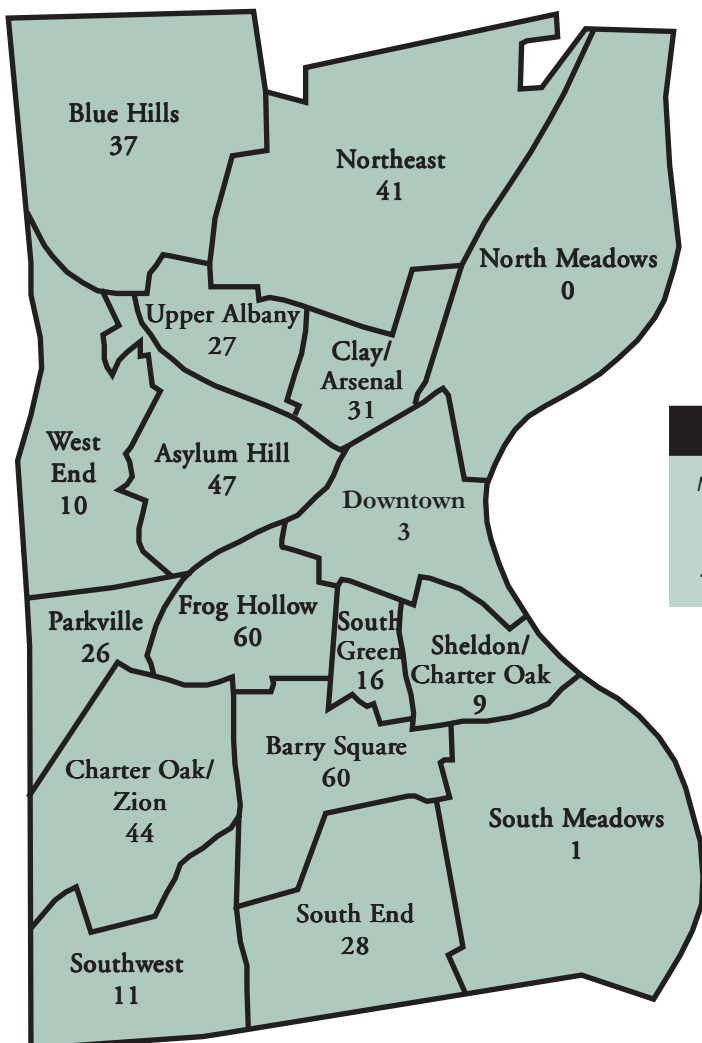 Blue Hills
37
Northeast
41
North Meadows
0
Upper Albany
27
Clay/
Arsenal
31
West
End
10
Asylum Hill
47
Downtown
3
Parkville
26
Frog Hollow
60
South
Green
16
Sheldon/
Charter Oak
9
Barry Square
60
Charter Oak/
Zion
44
South Meadows
1
South End
28
Southwest
11